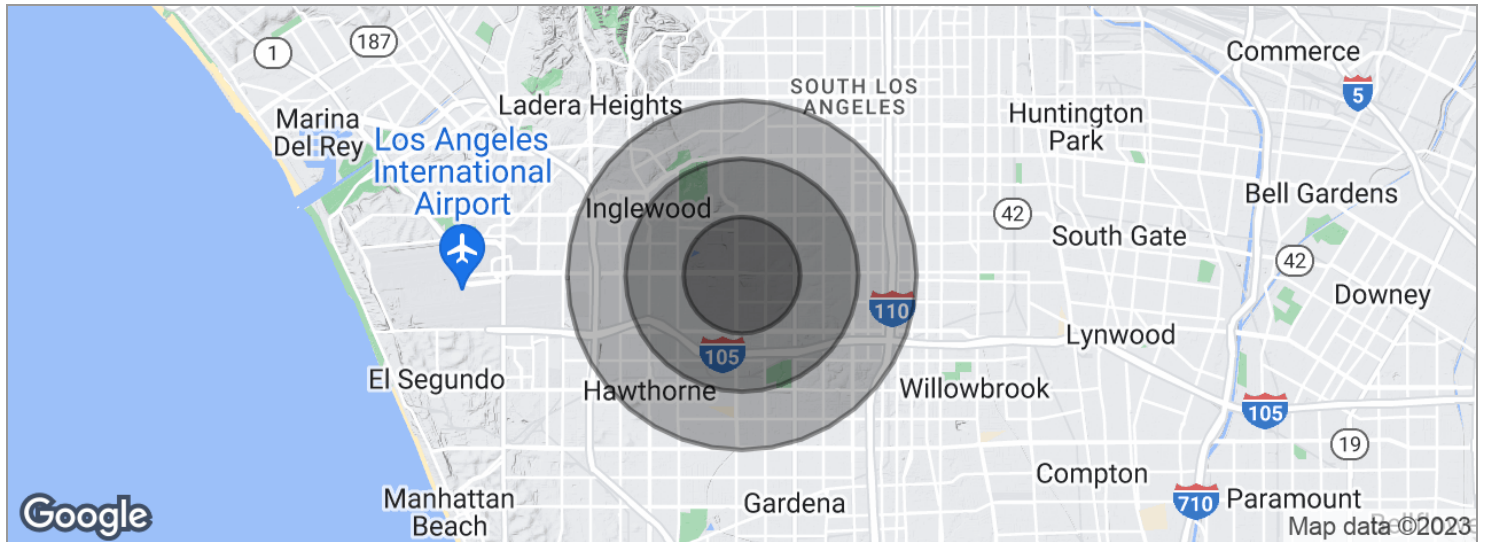 Commerce
187
1
SOUTH LOS
ANGELES
5
Ladera Heights
Huntington
Park
Marina
Del Rey
Los Angeles
International
Airport
Bell Gardens
Inglewood
42
South Gate
42
Downey
110
Lynwood
105
El Segundo
Hawthorne
Willowbrook
105
19
Compton
Manhattan
Beach
Gardena
710
Paramount
Google
Bellflower
Map data ©2023